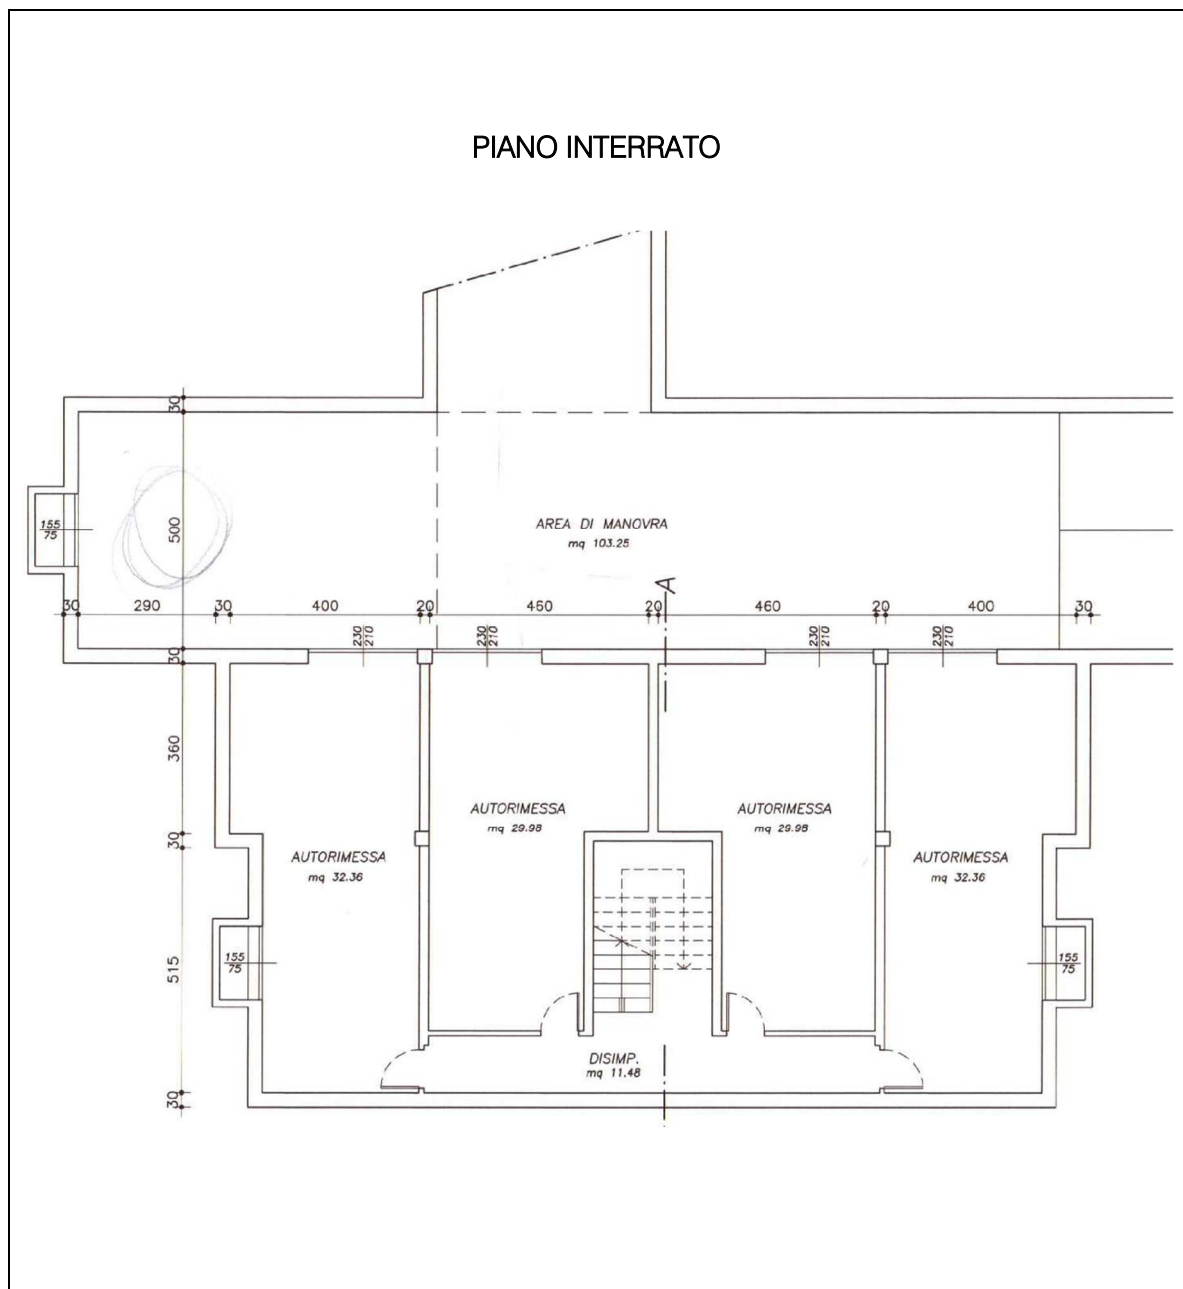 PIANO INTERRATO
30
500
155
75
AREA DI MANOVRA
mq 103.25
A
30 290 30 400 20 460 20 460 20 400 30
230
210
230
210
230
210
230
210
30
360
30
515
30
AUTORIMESSA
mq 29.98
AUTORIMESSA
mq 29.98
AUTORIMESSA
mq 32.36
AUTORIMESSA
mq 32.36
155
75
155
75
DISIMP.
mq 11.48